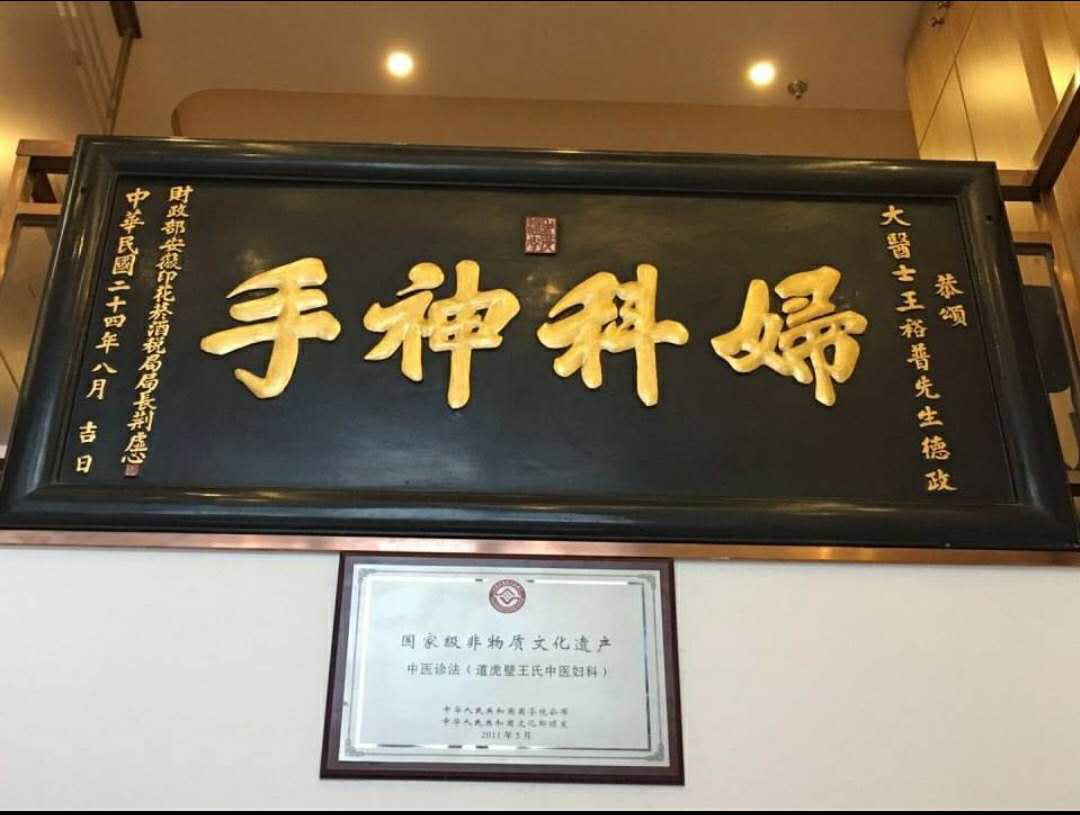 恭頌
大醫士王裕普先生德政
婦科神手
財政部安徽印花菸酒税局局長荆虚心
中華民國二十四年八月 吉日
国家级非物质文化遗产
中医诊法（道虎壁王氏中医妇科）
中华人民共和国国务院公布
中华人民共和国文化部颁发
2011年5月